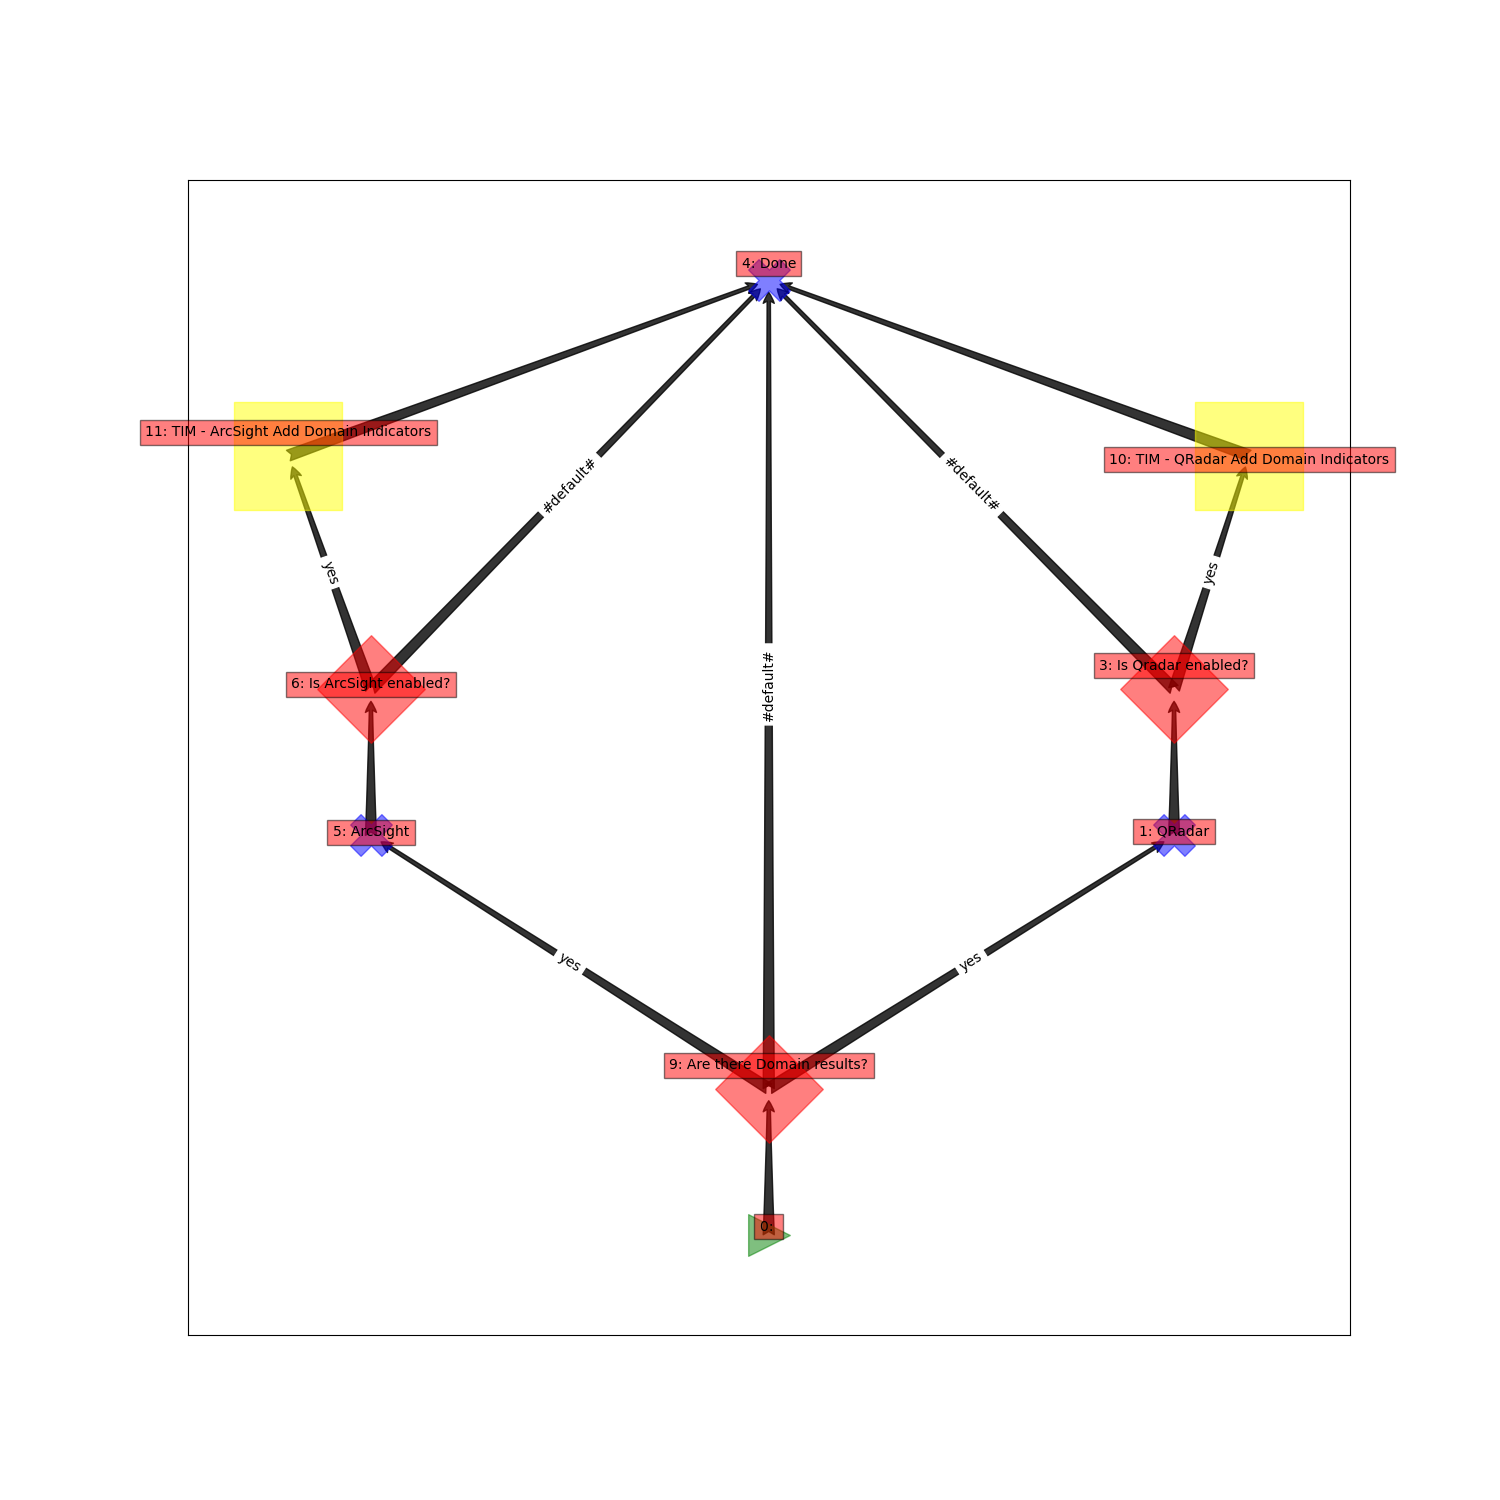 4: Done
11: TIM - ArcSight Add Domain Indicators
10: TIM - QRadar Add Domain Indicators
#default#
#default#
yes
yes
6: Is ArcSight enabled?
#default#
3: Is Qradar enabled?
5: ArcSight
1: QRadar
yes
yes
9: Are there Domain results?
0: